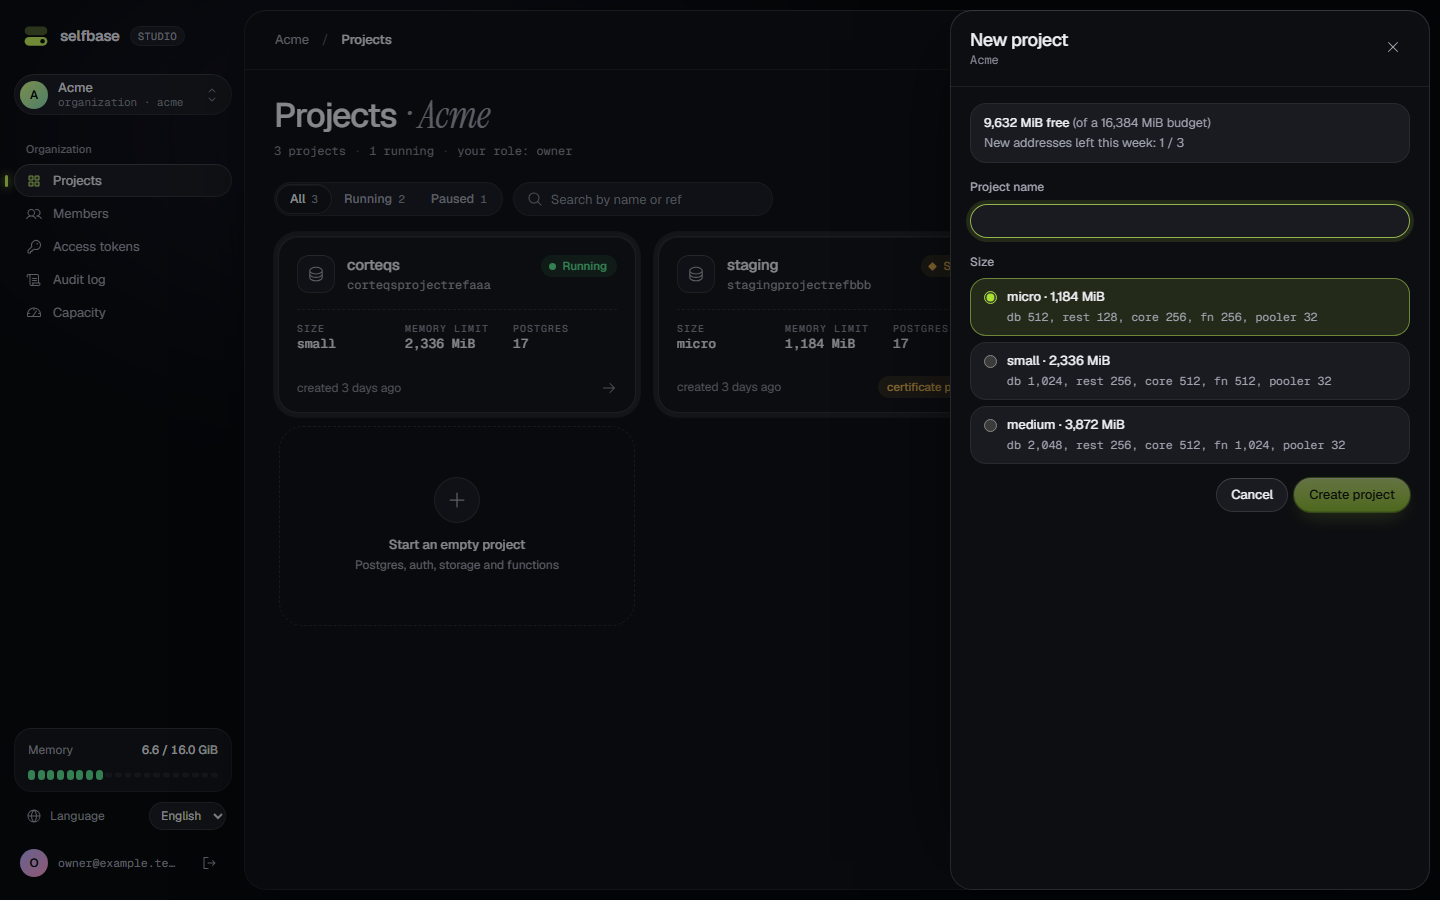 selfbase STUDIO
A
Acme
organization · acme
Organization
Projects
Members
Access tokens
Audit log
Capacity
Memory 6.6 / 16.0 GiB
Language English
O owner@example.te…
Acme / Projects
Projects · Acme
3 projects · 1 running · your role: owner
All 3 Running 2 Paused 1 Search by name or ref
corteqs Running
corteqsprojectrefaaa
SIZE MEMORY LIMIT POSTGRES
small 2,336 MiB 17
created 3 days ago
staging S
stagingprojectrefbbb
SIZE MEMORY LIMIT POSTGRES
micro 1,184 MiB 17
created 3 days ago certificate p
Start an empty project
Postgres, auth, storage and functions
New project
Acme
9,632 MiB free (of a 16,384 MiB budget)
New addresses left this week: 1 / 3
Project name
Size
micro · 1,184 MiB
db 512, rest 128, core 256, fn 256, pooler 32
small · 2,336 MiB
db 1,024, rest 256, core 512, fn 512, pooler 32
medium · 3,872 MiB
db 2,048, rest 256, core 512, fn 1,024, pooler 32
Cancel Create project